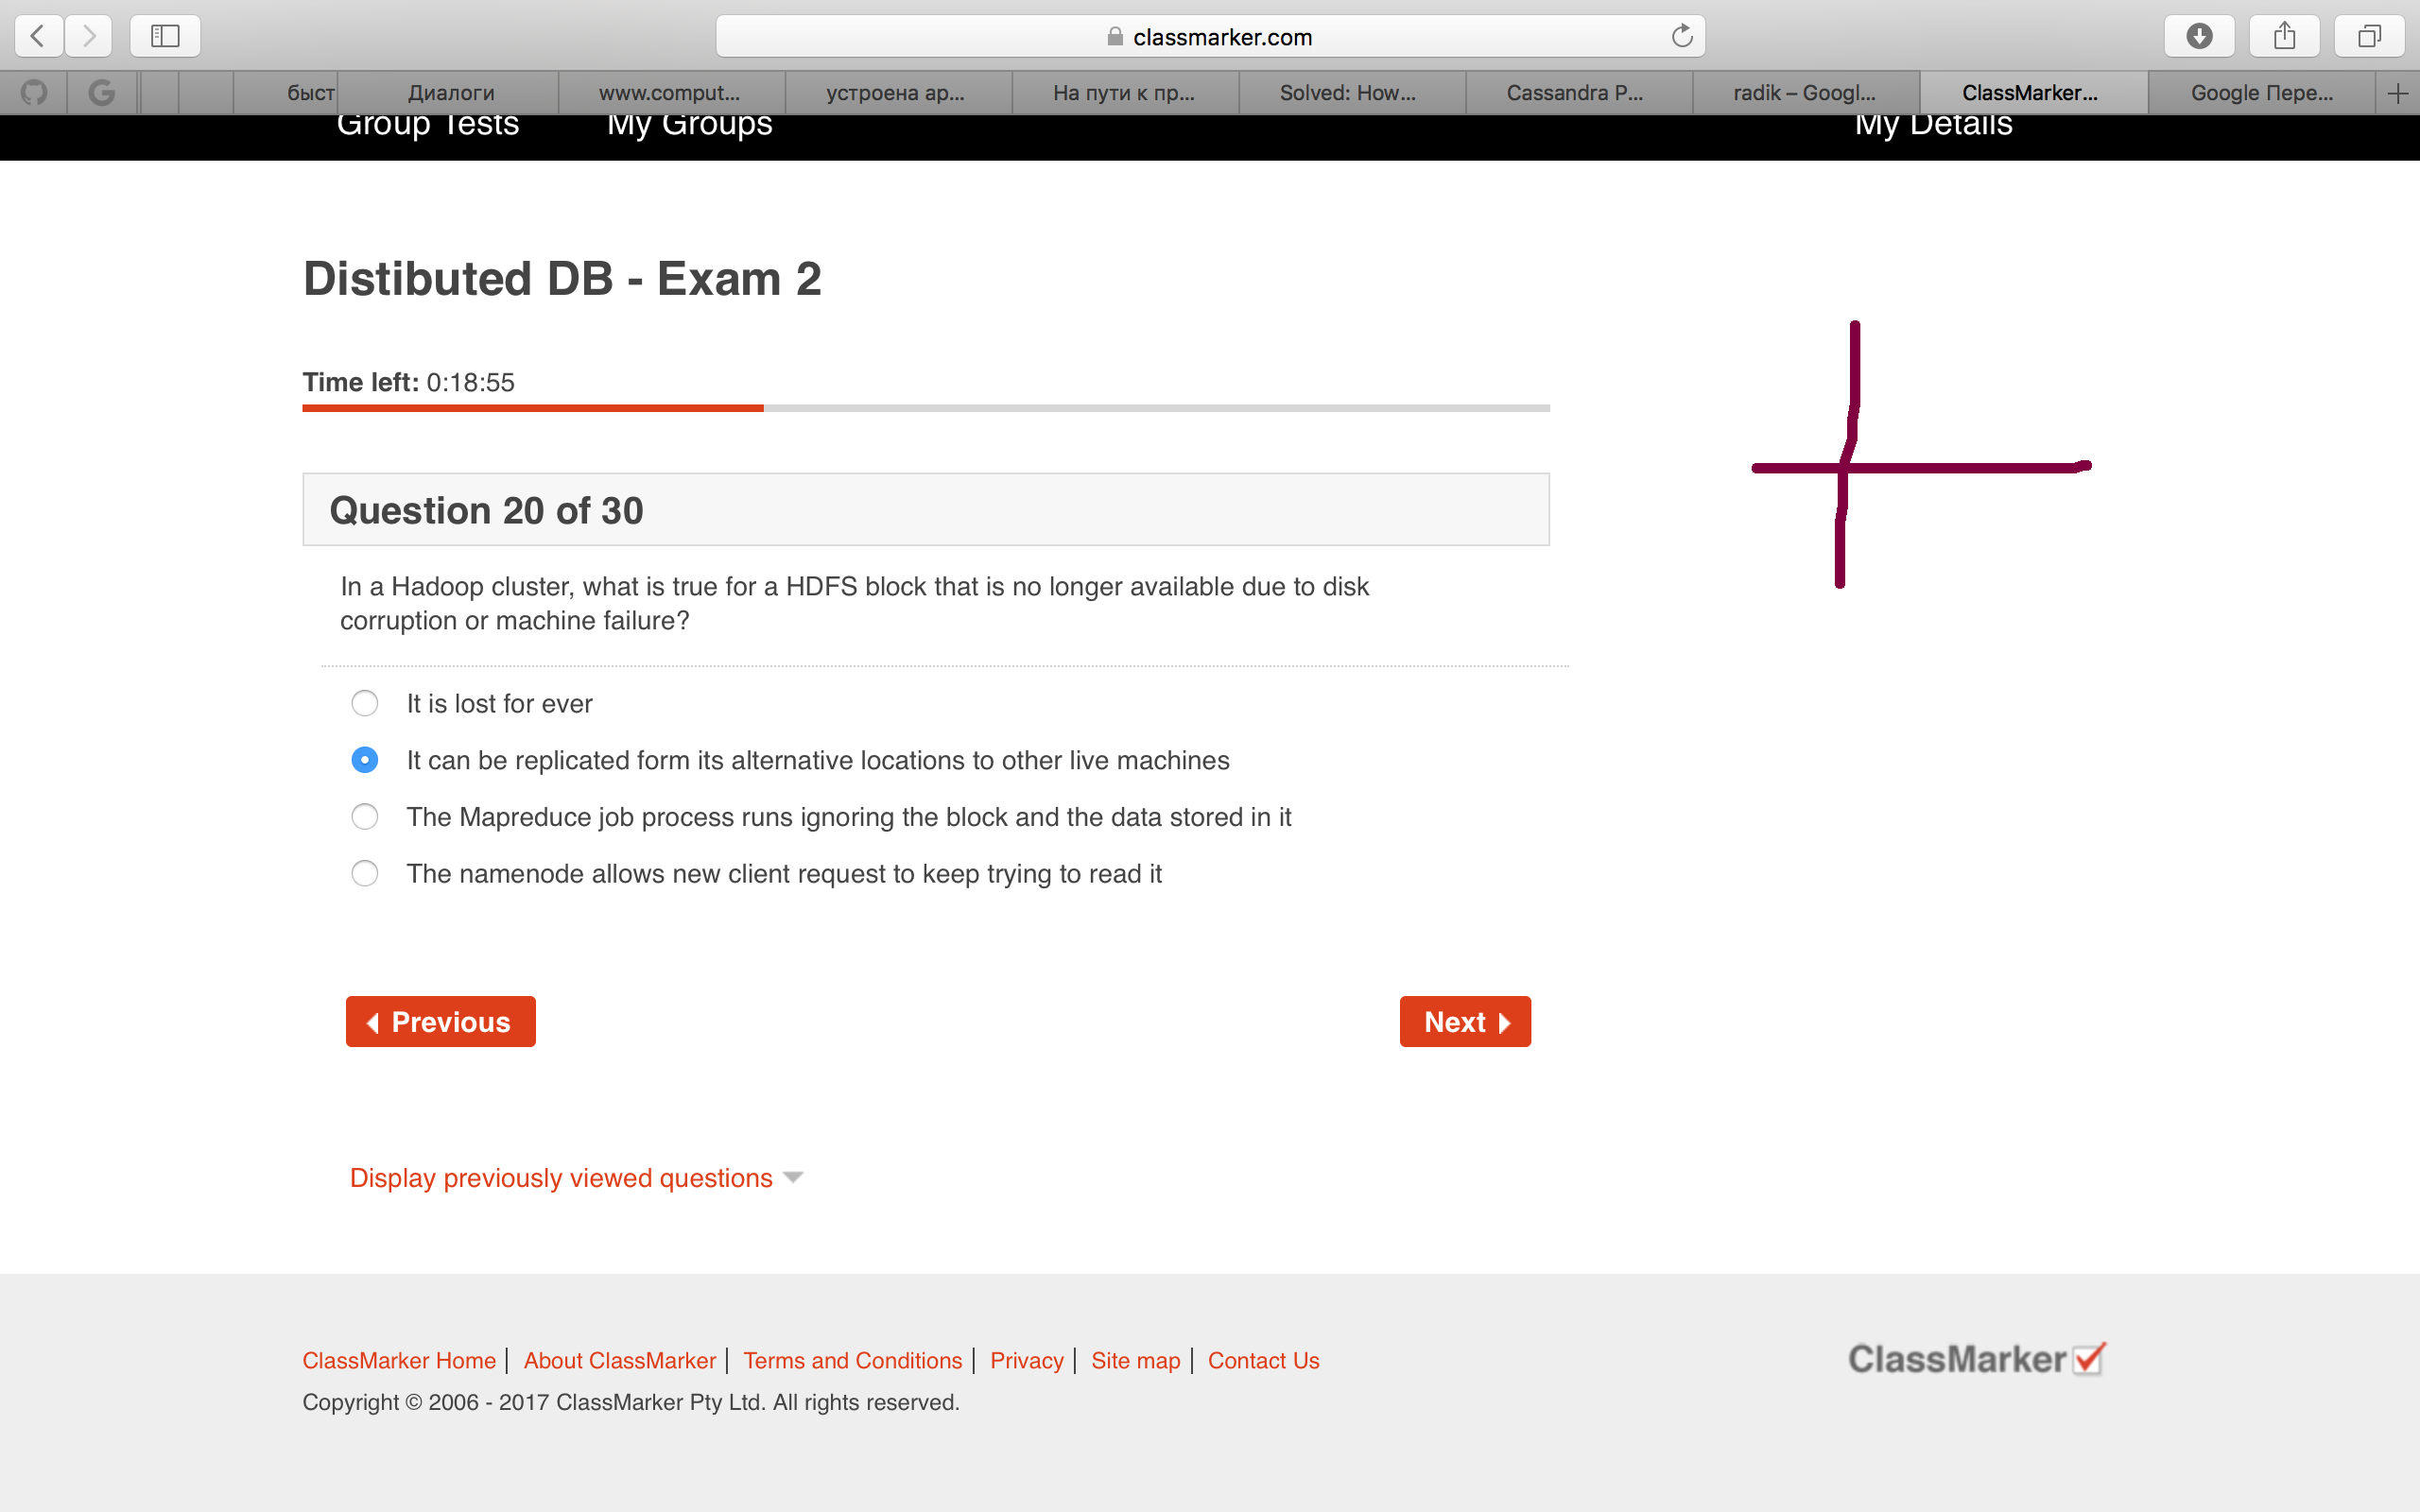 classmarker.com
быст
Диалоги
www.comput...
устроена ар...
На пути к пр...
Solved: How...
Cassandra P...
radik – Googl...
ClassMarker...
Google Пере...
Group Tests
My Groups
My Details
Distibuted DB - Exam 2
Time left: 0:18:55
Question 20 of 30
In a Hadoop cluster, what is true for a HDFS block that is no longer available due to disk
corruption or machine failure?
It is lost for ever
It can be replicated form its alternative locations to other live machines
The Mapreduce job process runs ignoring the block and the data stored in it
The namenode allows new client request to keep trying to read it
Previous
Next
Display previously viewed questions
ClassMarker Home | About ClassMarker | Terms and Conditions | Privacy | Site map | Contact Us
ClassMarker
Copyright © 2006 - 2017 ClassMarker Pty Ltd. All rights reserved.